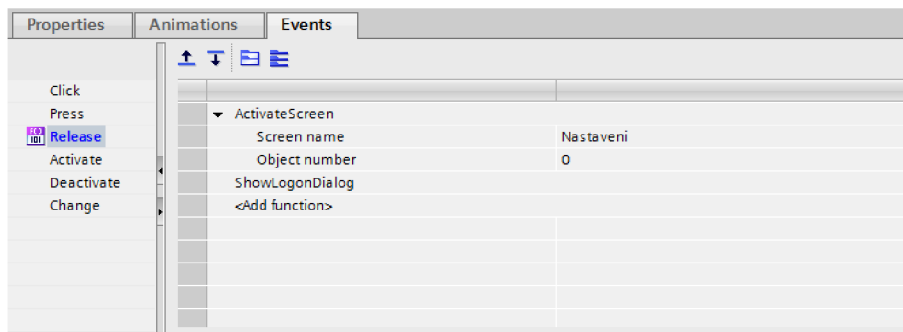 Properties Animations Events
Click
Press
Release
Activate
Deactivate
Change
ActivateScreen
Screen name Nastaveni
Object number 0
ShowLogonDialog
<Add function>